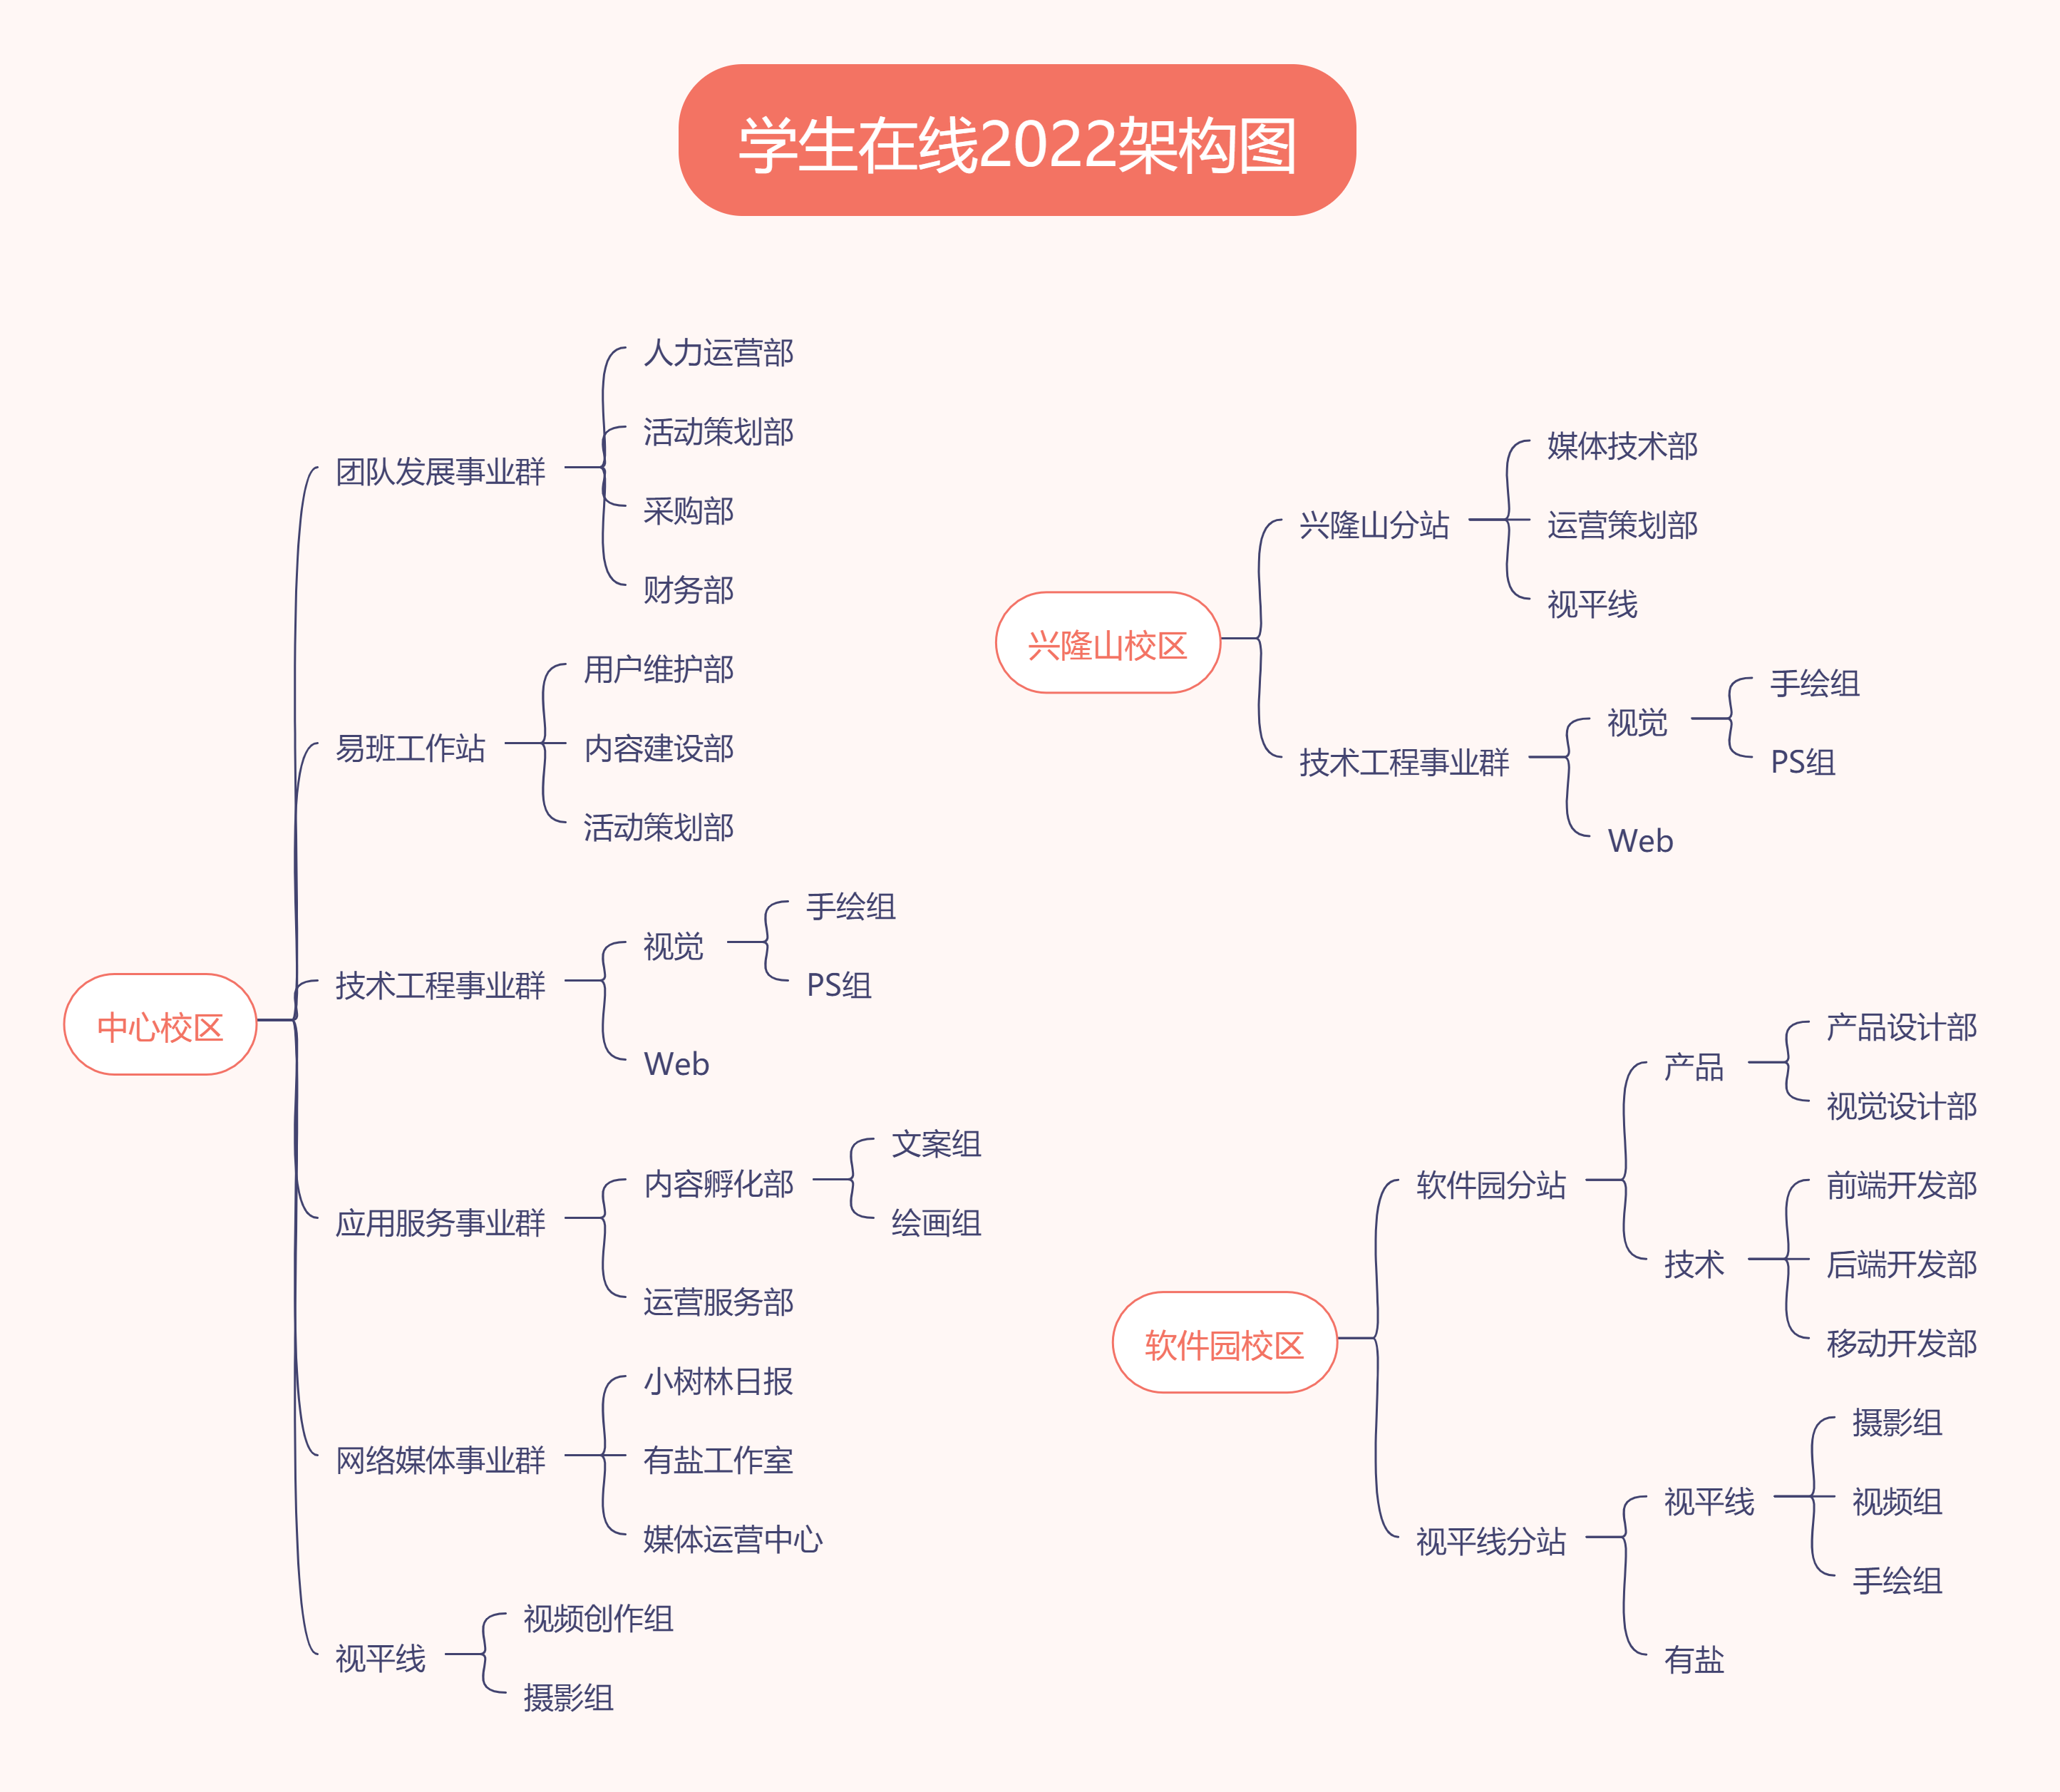 学生在线2022架构图
中心校区
团队发展事业群
人力运营部
活动策划部
采购部
财务部
易班工作站
用户维护部
内容建设部
活动策划部
技术工程事业群
视觉
手绘组
PS组
Web
应用服务事业群
内容孵化部
文案组
绘画组
运营服务部
网络媒体事业群
小树林日报
有盐工作室
媒体运营中心
视平线
视频创作组
摄影组
兴隆山校区
兴隆山分站
媒体技术部
运营策划部
视平线
技术工程事业群
视觉
手绘组
PS组
Web
软件园校区
软件园分站
产品
产品设计部
视觉设计部
技术
前端开发部
后端开发部
移动开发部
视平线分站
视平线
摄影组
视频组
手绘组
有盐